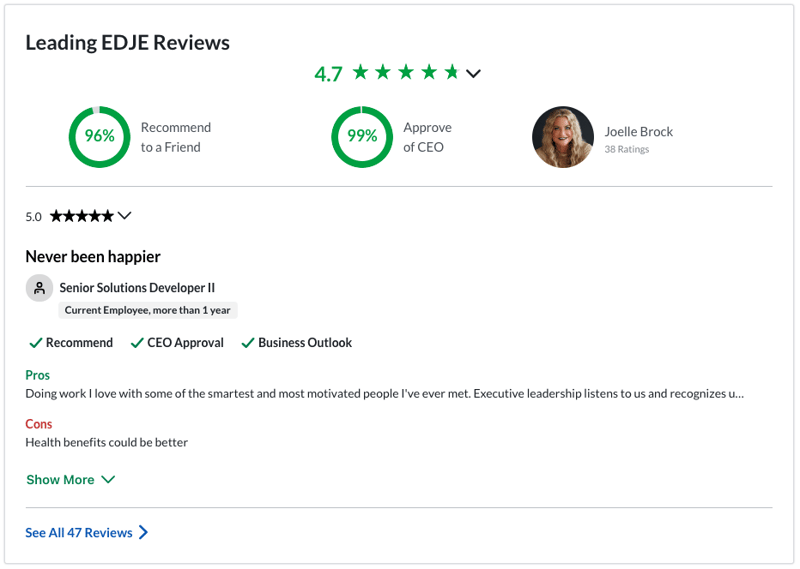 Leading EDJE Reviews
4.7
96%
Recommend
to a Friend
99%
Approve
of CEO
Joelle Brock
38 Ratings
5.0
Never been happier
Senior Solutions Developer II
Current Employee, more than 1 year
Recommend CEO Approval Business Outlook
Pros
Doing work I love with some of the smartest and most motivated people I've ever met. Executive leadership listens to us and recognizes u...
Cons
Health benefits could be better
Show More
See All 47 Reviews